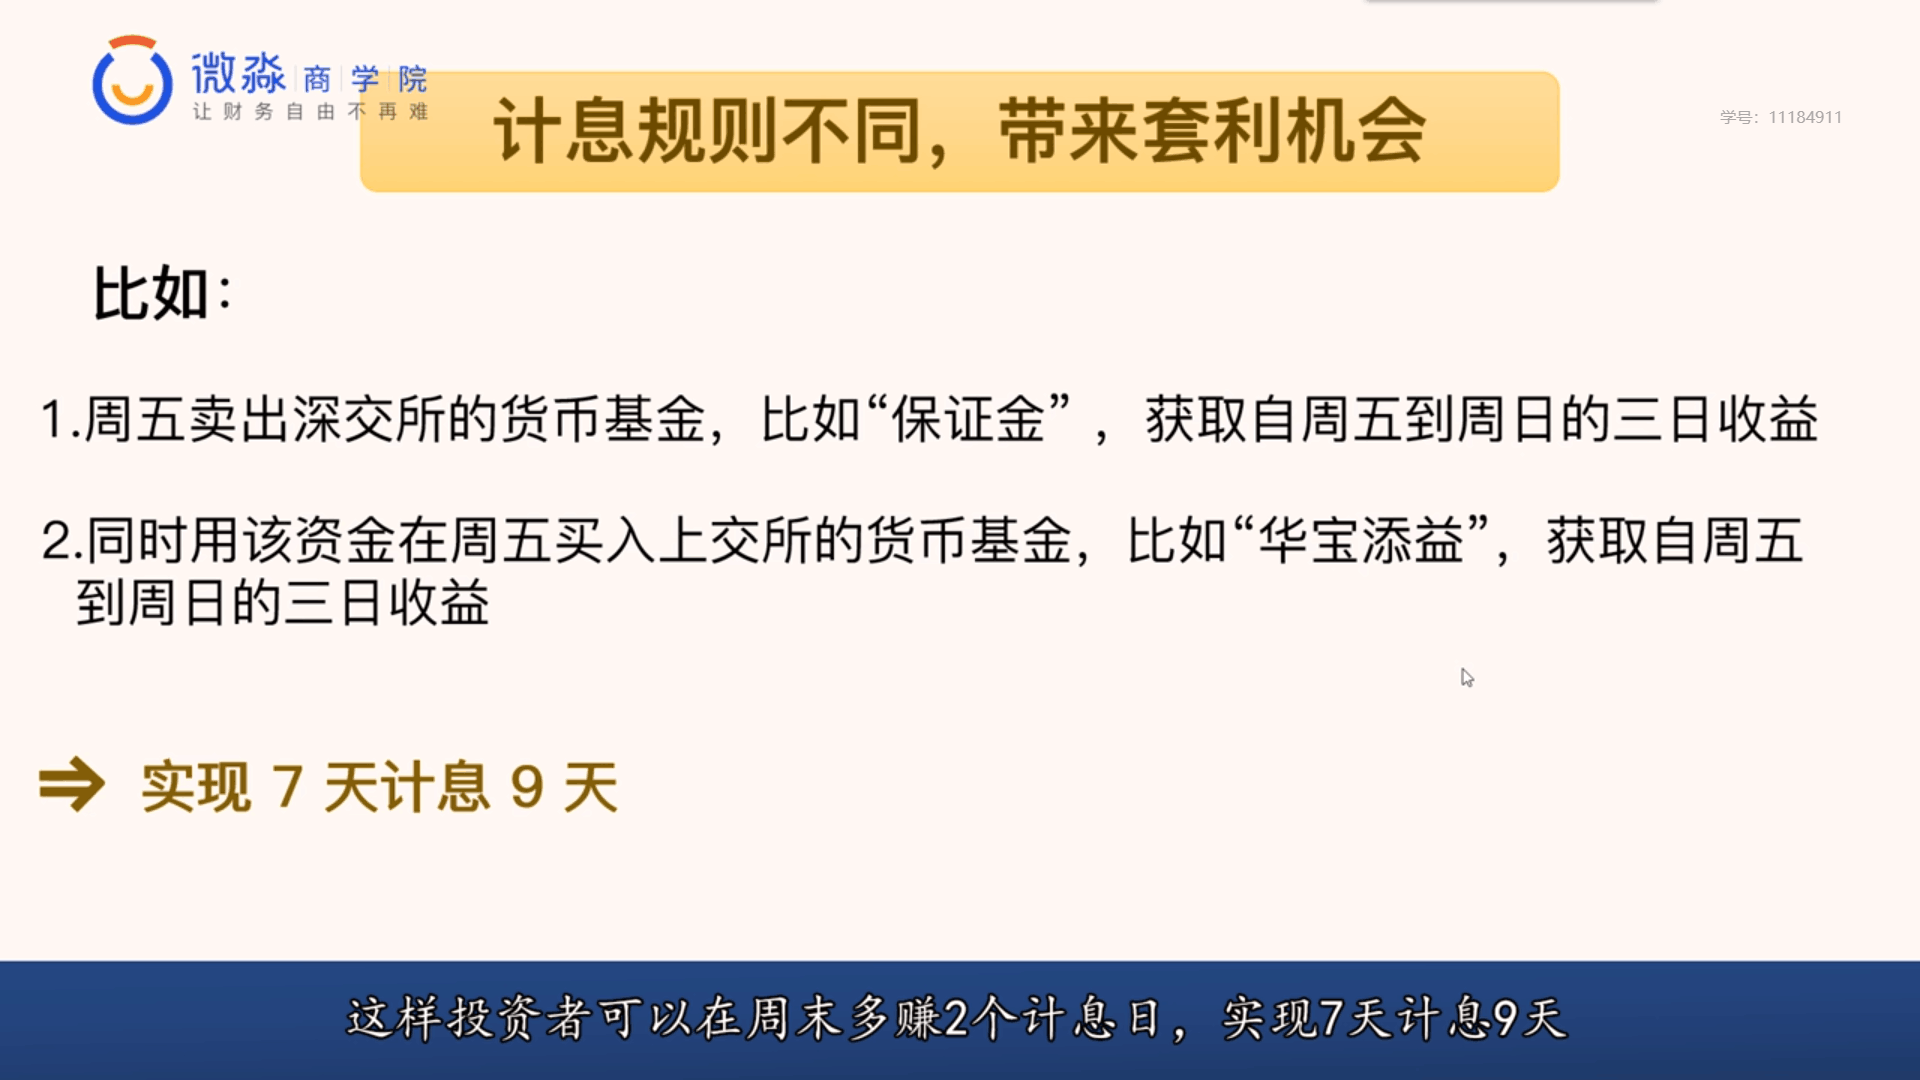 微淼 商 学 院
让财务自由不再难
计息规则不同，带来套利机会
学号：11184911
比如：
1.周五卖出深交所的货币基金，比如“保证金”，获取自周五到周日的三日收益
2.同时用该资金在周五买入上交所的货币基金，比如“华宝添益”，获取自周五
到周日的三日收益
⇒ 实现 7 天计息 9 天
这样投资者可以在周末多赚2个计息日，实现7天计息9天